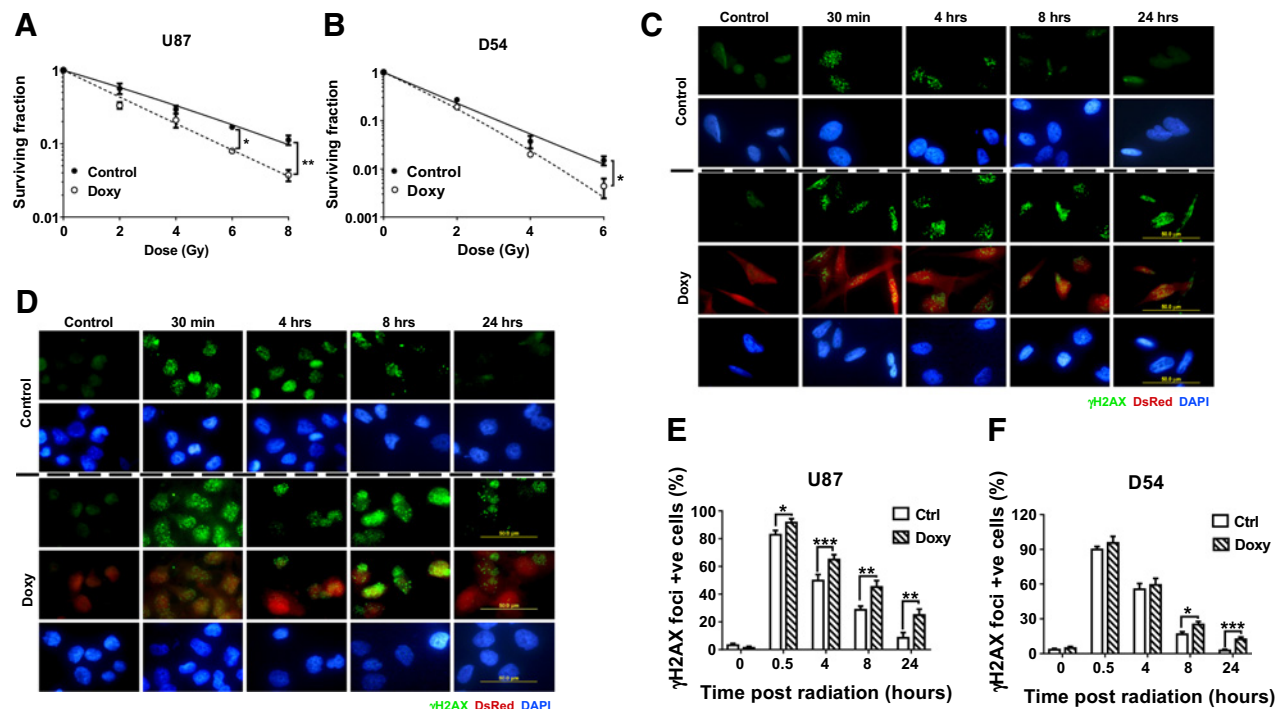 A
U87
Surviving fraction
1
0.1
0.01
Control
Doxy
*
**
0 2 4 6 8
Dose (Gy)
B
D54
Surviving fraction
1
0.1
0.01
0.001
Control
Doxy
*
0 2 4 6
Dose (Gy)
C
Control 30 min 4 hrs 8 hrs 24 hrs
Control
Doxy
γH2AX DsRed DAPI
D
Control 30 min 4 hrs 8 hrs 24 hrs
Control
Doxy
γH2AX DsRed DAPI
E
U87
γH2AX foci +ve cells (%)
100
80
60
40
20
0
* *** ** **
Ctrl
Doxy
0 0.5 4 8 24
Time post radiation (hours)
F
D54
γH2AX foci +ve cells (%)
120
90
60
30
0
* ***
Ctrl
Doxy
0 0.5 4 8 24
Time post radiation (hours)